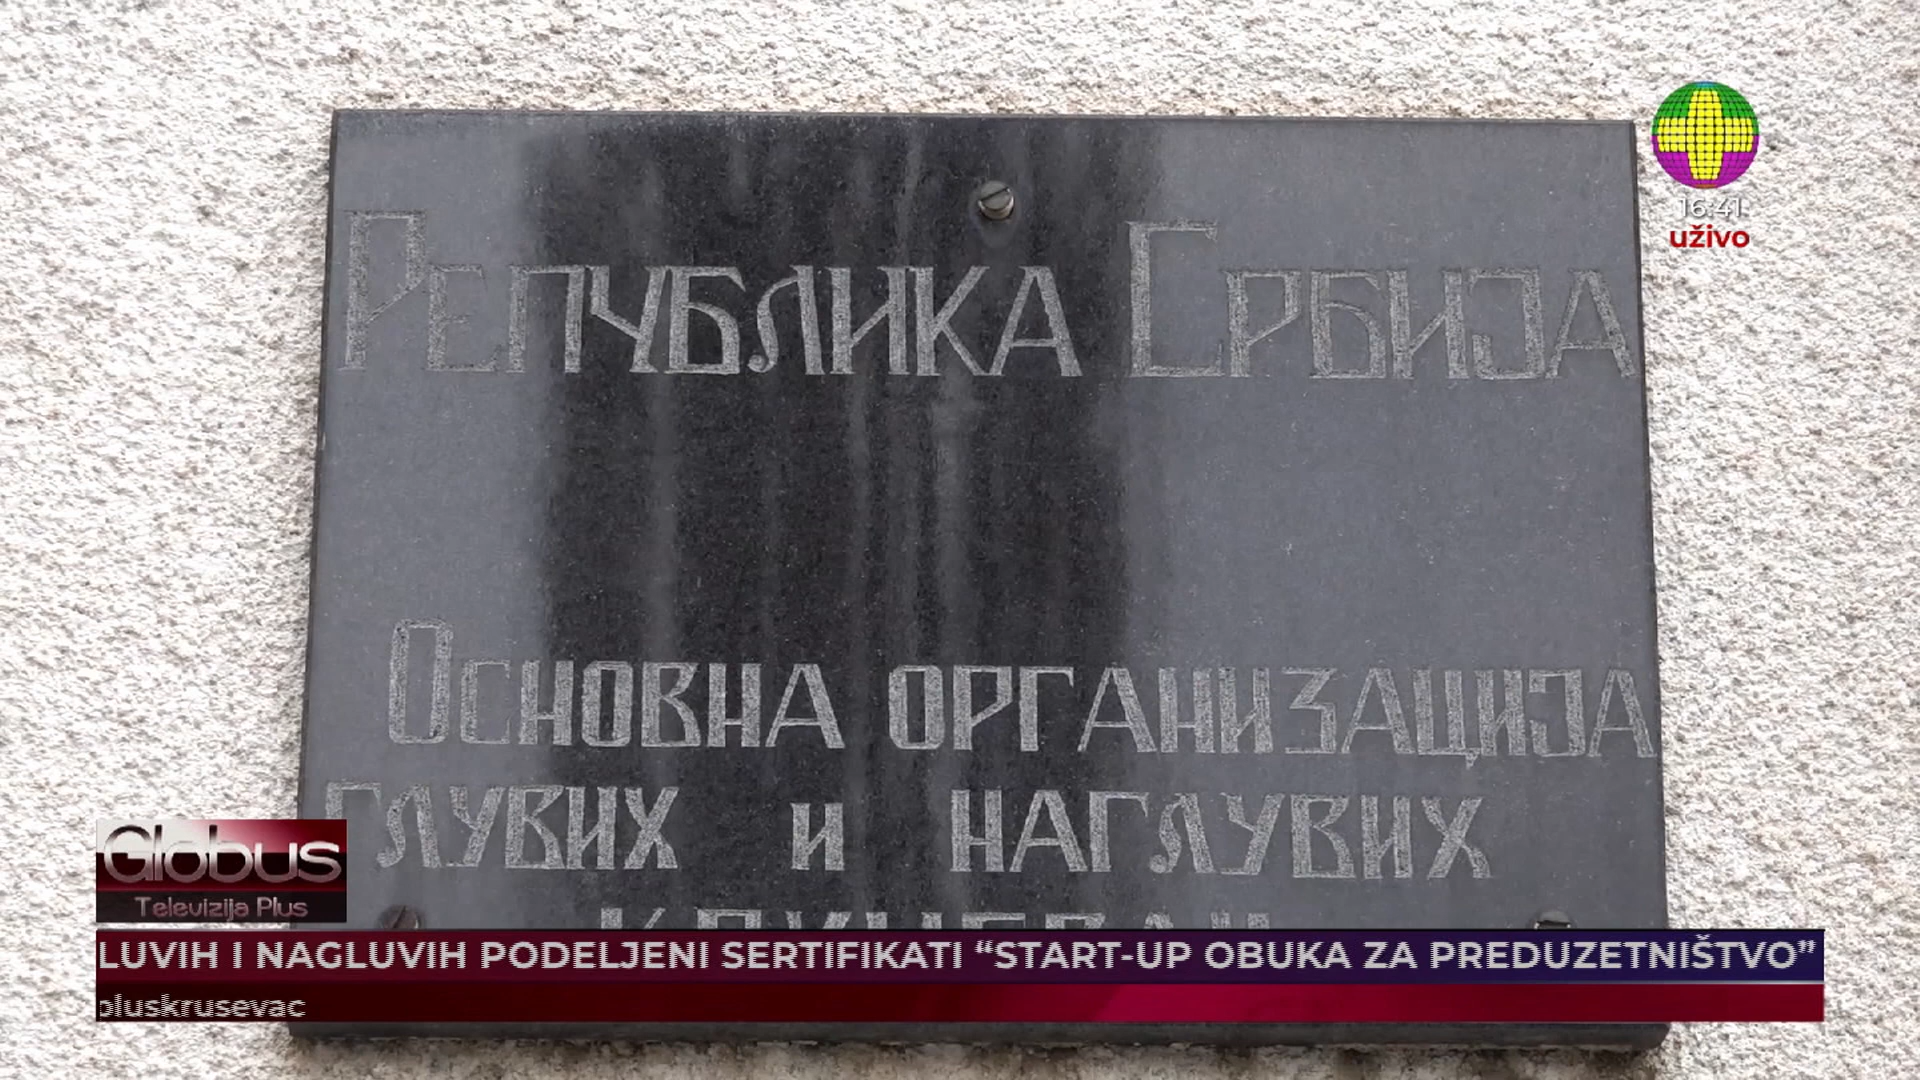 Република Србија
16:41
uživo
Основна организација
глувих и наглувих
Крушевац
Globus
Televizija Plus
LUVIH I NAGLUVIH PODELJENI SERTIFIKATI “START-UP OBUKA ZA PREDUZETNIŠTVO”
pluskrusevac